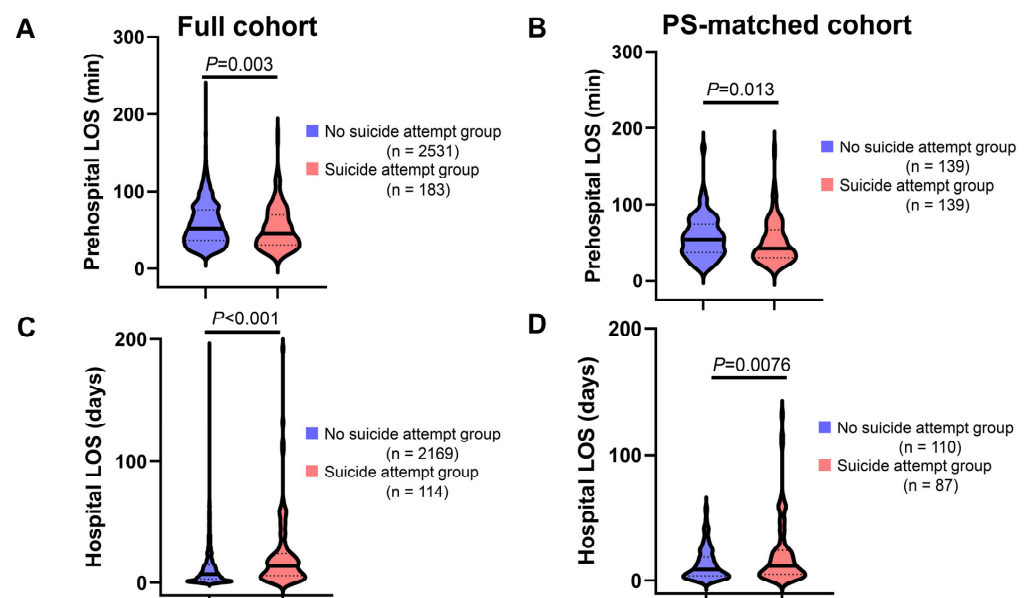 A
Full cohort
Prehospital LOS (min)
300
200
100
0
P=0.003
No suicide attempt group
(n = 2531)
Suicide attempt group
(n = 183)
B
PS-matched cohort
Prehospital LOS (min)
300
200
100
0
P=0.013
No suicide attempt group
(n = 139)
Suicide attempt group
(n = 139)
C
Hospital LOS (days)
200
100
0
P<0.001
No suicide attempt group
(n = 2169)
Suicide attempt group
(n = 114)
D
Hospital LOS (days)
200
100
0
P=0.0076
No suicide attempt group
(n = 110)
Suicide attempt group
(n = 87)